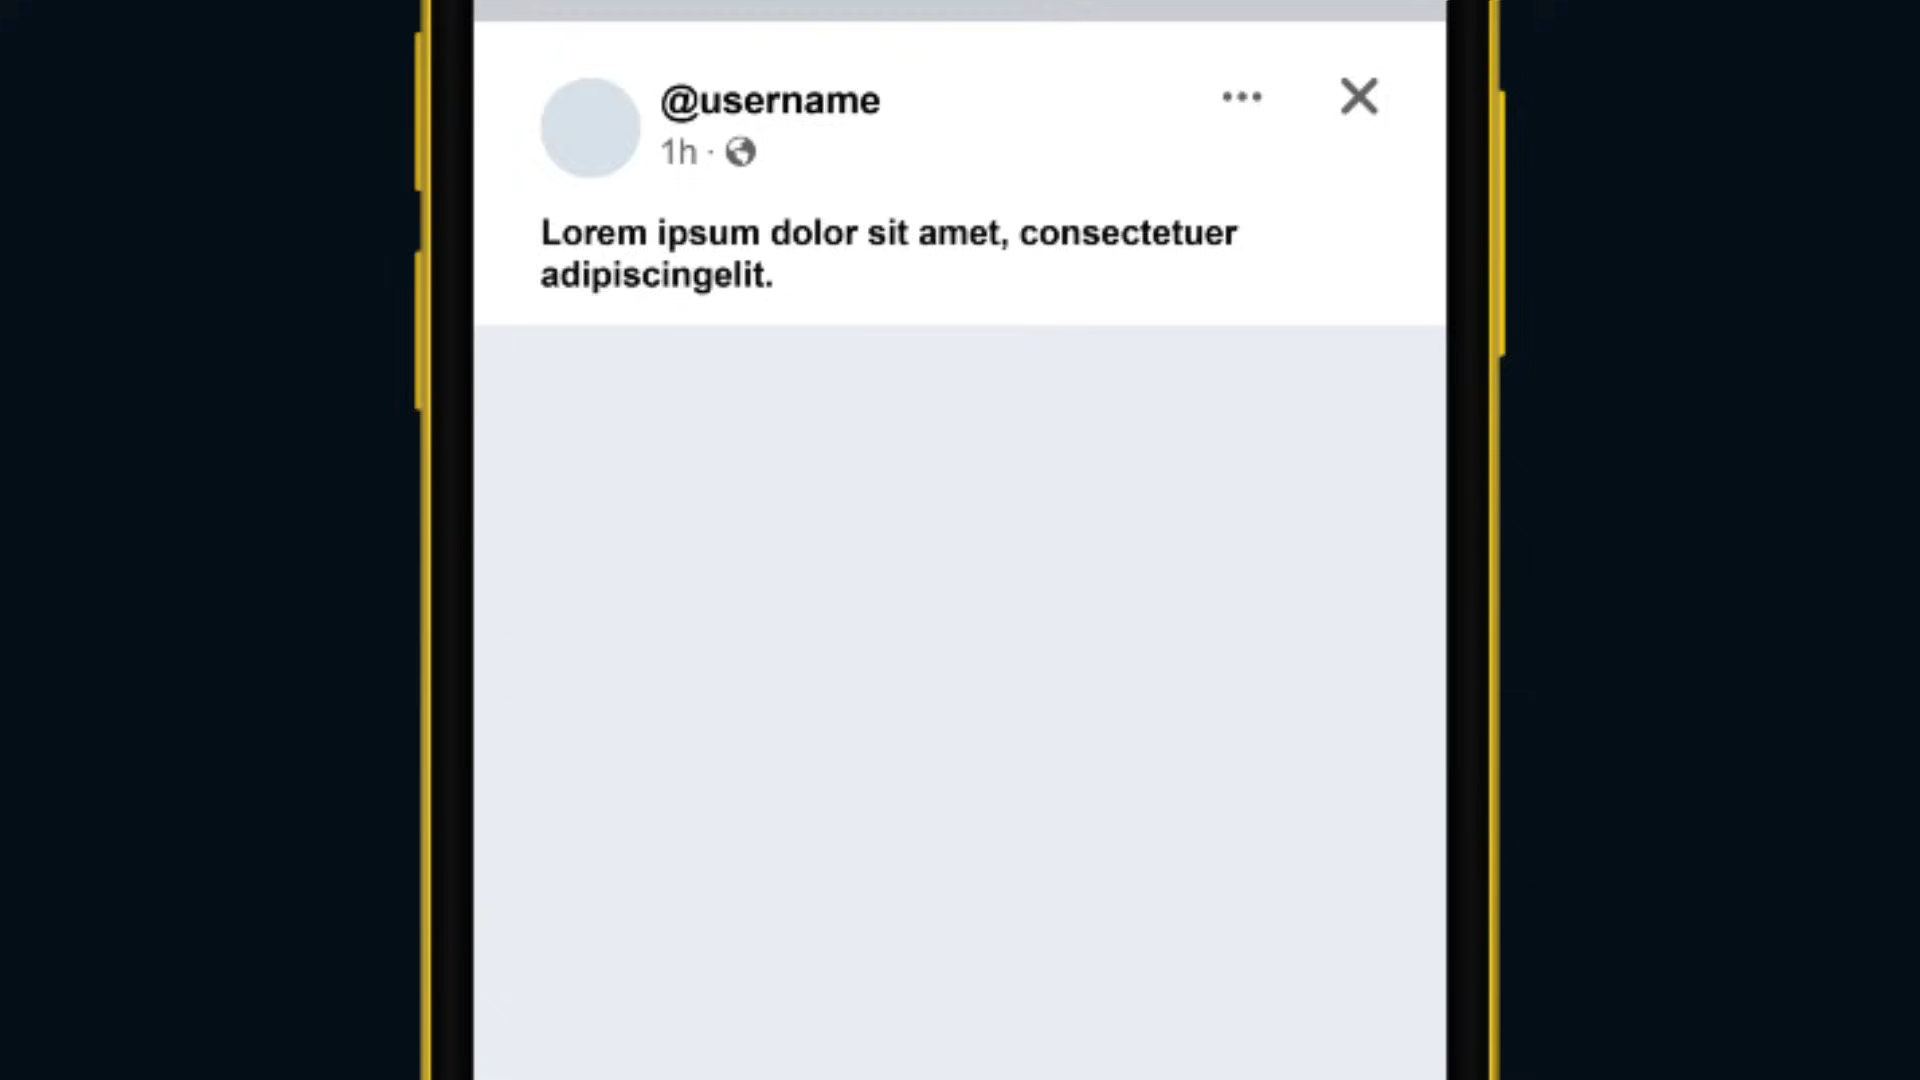 @username
1h ·
Lorem ipsum dolor sit amet, consectetuer
adipiscingelit.